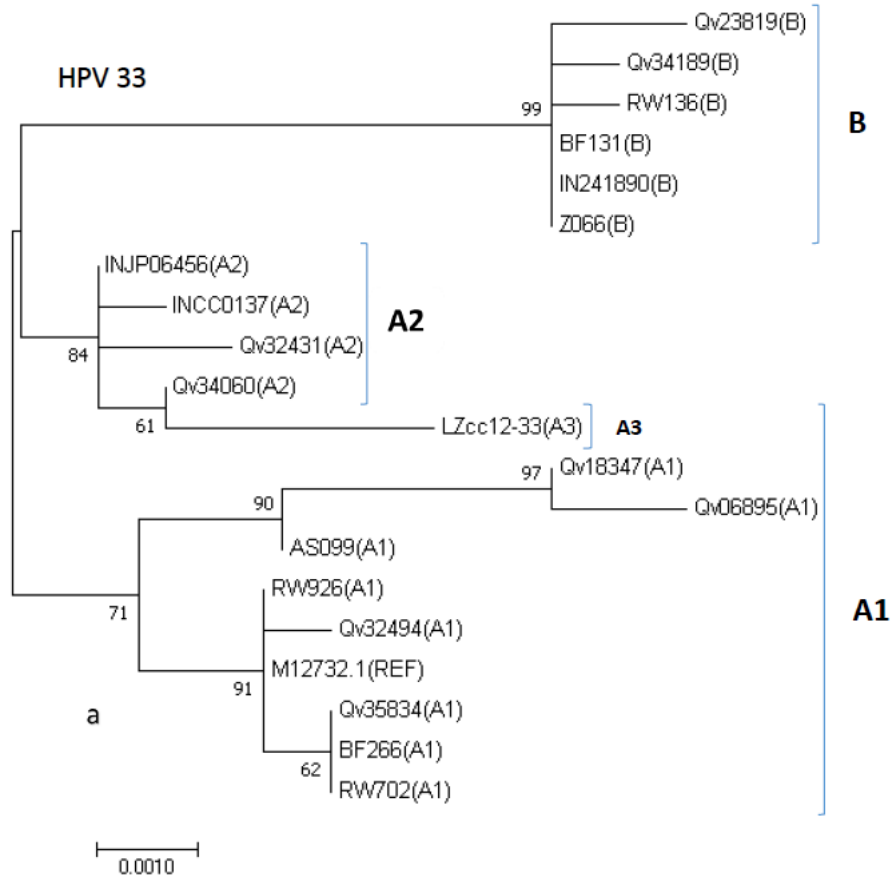 Qv23819(B)
HPV 33
Qv34189(B)
99
RW136(B)
BF131(B)
B
IN241890(B)
Z066(B)
INJP06456(A2)
INCC0137(A2)
A2
84
Qv32431(A2)
Qv34060(A2)
61
LZcc12-33(A3)
A3
97
Qv18347(A1)
90
Qv06895(A1)
AS099(A1)
RW926(A1)
71
A1
Qv32494(A1)
M12732.1(REF)
91
a
Qv35834(A1)
BF266(A1)
62
RW702(A1)
0.0010